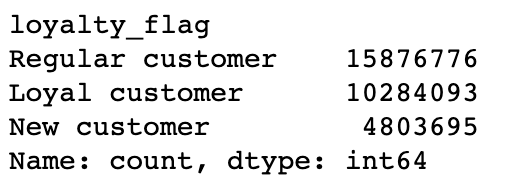 loyalty_flag
Regular customer    15876776
Loyal customer      10284093
New customer         4803695
Name: count, dtype: int64